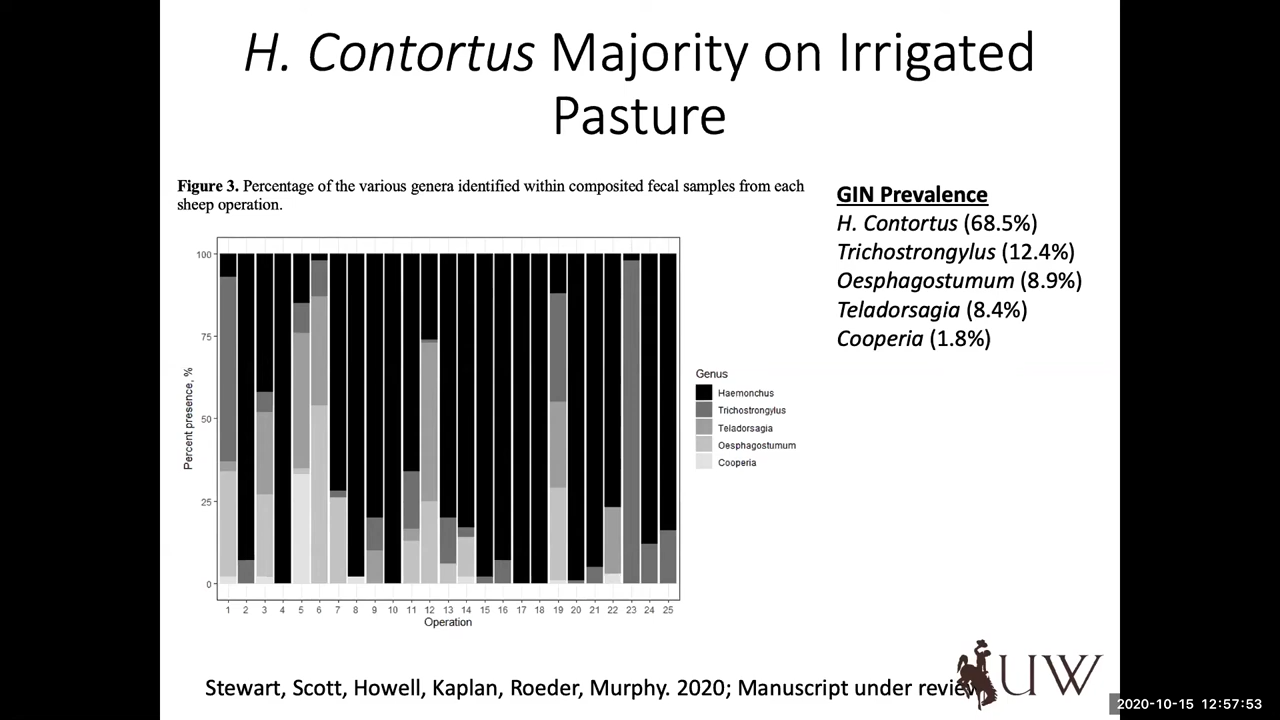 H. Contortus Majority on Irrigated
Pasture
Figure 3. Percentage of the various genera identified within composited fecal samples from each
sheep operation.
GIN Prevalence
H. Contortus (68.5%)
Trichostrongylus (12.4%)
Oesphagostumum (8.9%)
Teladorsagia (8.4%)
Cooperia (1.8%)
100
75
50
25
0
Percent presence, %
1 2 3 4 5 6 7 8 9 10 11 12 13 14 15 16 17 18 19 20 21 22 23 24 25
Operation
Genus
Haemonchus
Trichostrongylus
Teladorsagia
Oesphagostumum
Cooperia
Stewart, Scott, Howell, Kaplan, Roeder, Murphy. 2020; Manuscript under review
UW
2020-10-15 12:57:53